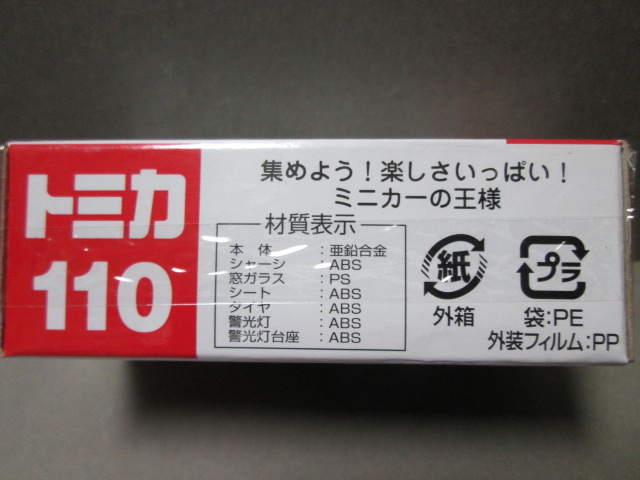 トミカ
110
集めよう！楽しさいっぱい！
ミニカーの王様
材質表示
本体：亜鉛合金
シャーシ：ABS
窓ガラス：PS
シート：ABS
タイヤ：ABS
警光灯：ABS
警光灯台座：ABS
紙
外箱
プラ
袋:PE
外装フィルム:PP